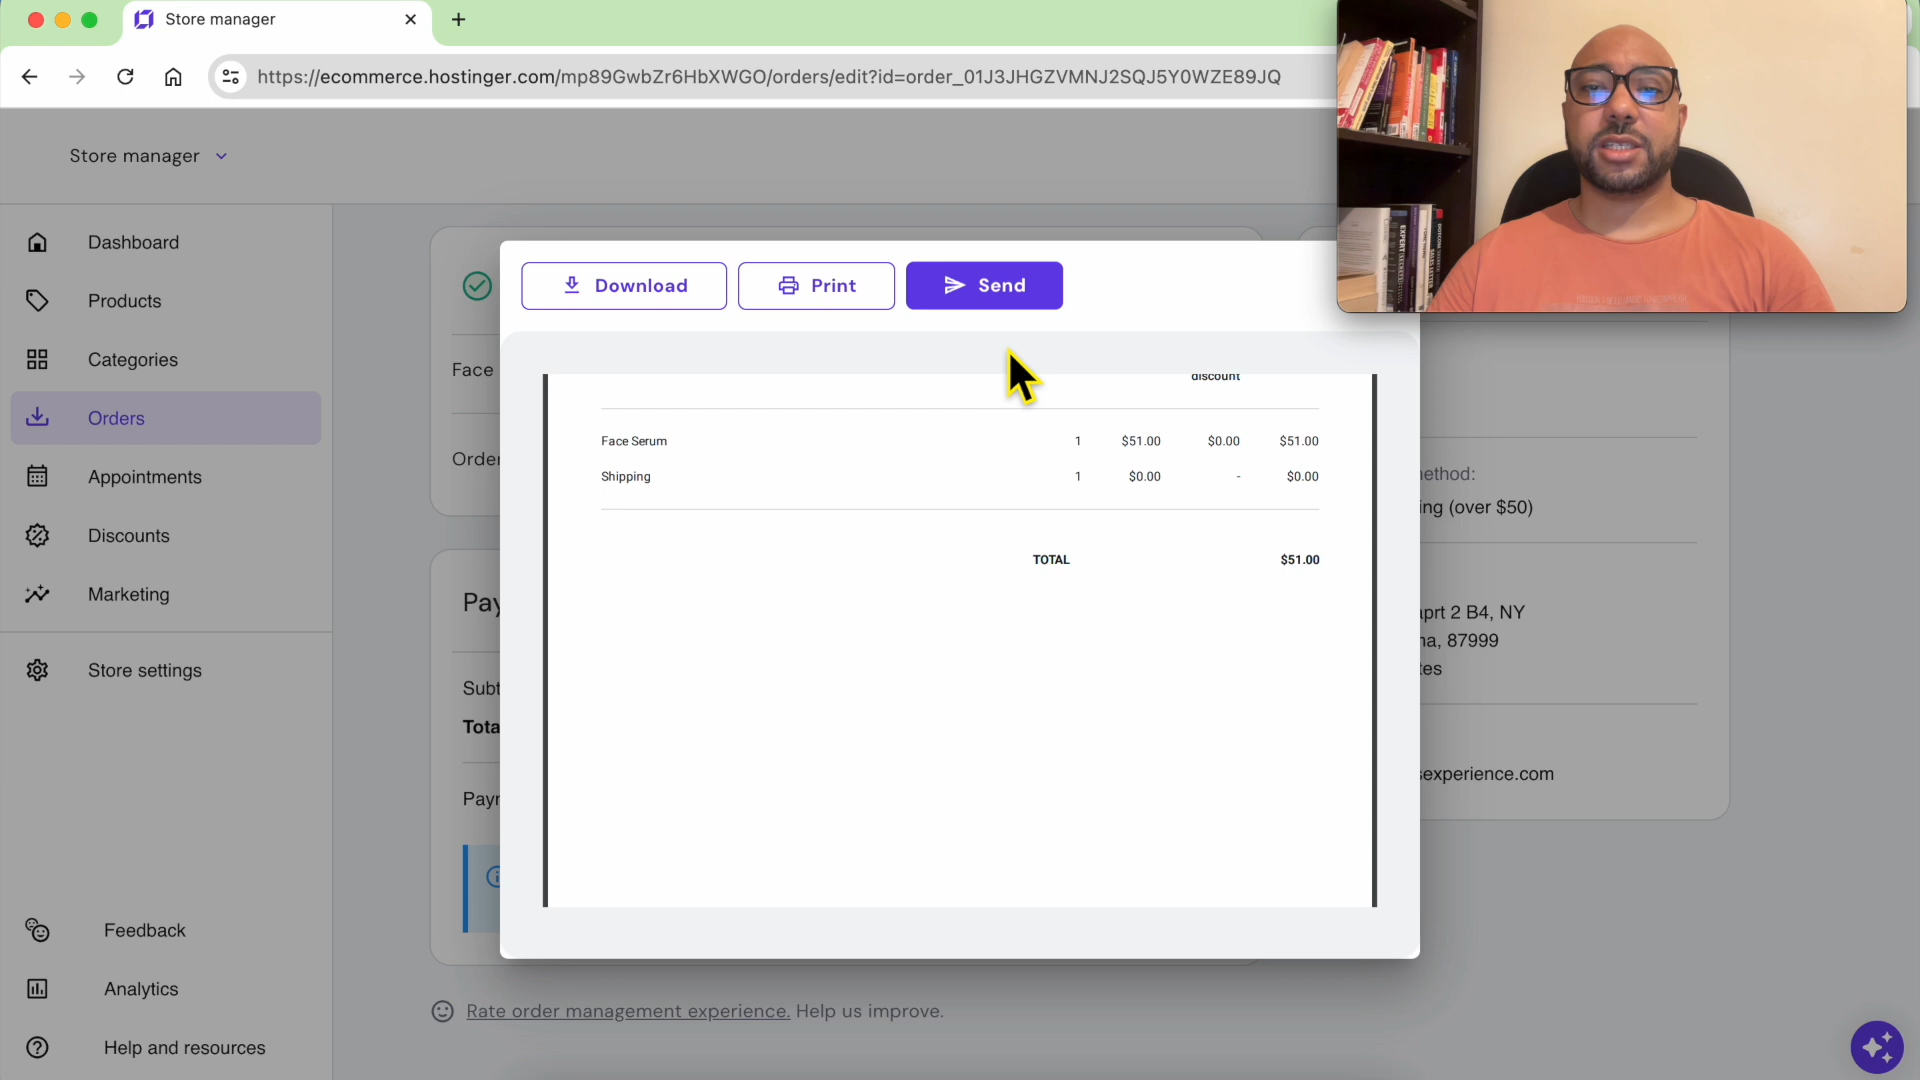 Store manager
https://ecommerce.hostinger.com/mp89GwbZr6HbXWGO/orders/edit?id=order_01J3JHGZVMNJ2SQJ5Y0WZE89JQ
Store manager
Dashboard
Products
Categories
Orders
Appointments
Discounts
Marketing
Store settings
Feedback
Analytics
Help and resources
Download
Print
Send
discount
Face Serum 1 $51.00 $0.00 $51.00
Shipping 1 $0.00 - $0.00
TOTAL $51.00
Face
Order
Pay
Subt
Tota
Payr
ethod:
ing (over $50)
aprt 2 B4, NY
na, 87999
tes
sexperience.com
Rate order management experience. Help us improve.
EXPERT